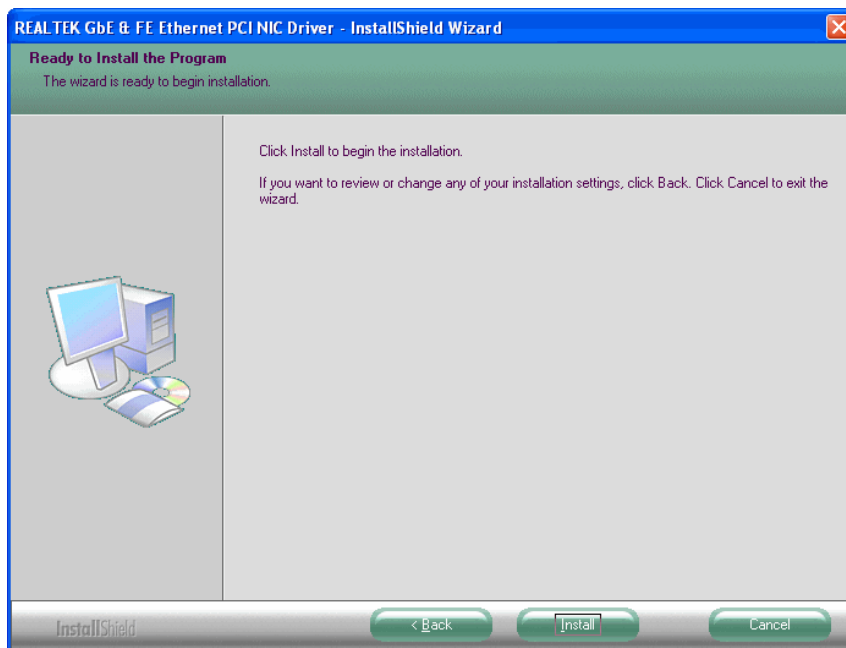 REALTEK GbE & FE Ethernet PCI NIC Driver - InstallShield Wizard
Ready to Install the Program
The wizard is ready to begin installation.
Click Install to begin the installation.
If you want to review or change any of your installation settings, click Back. Click Cancel to exit the
wizard.
InstallShield
< Back
Install
Cancel